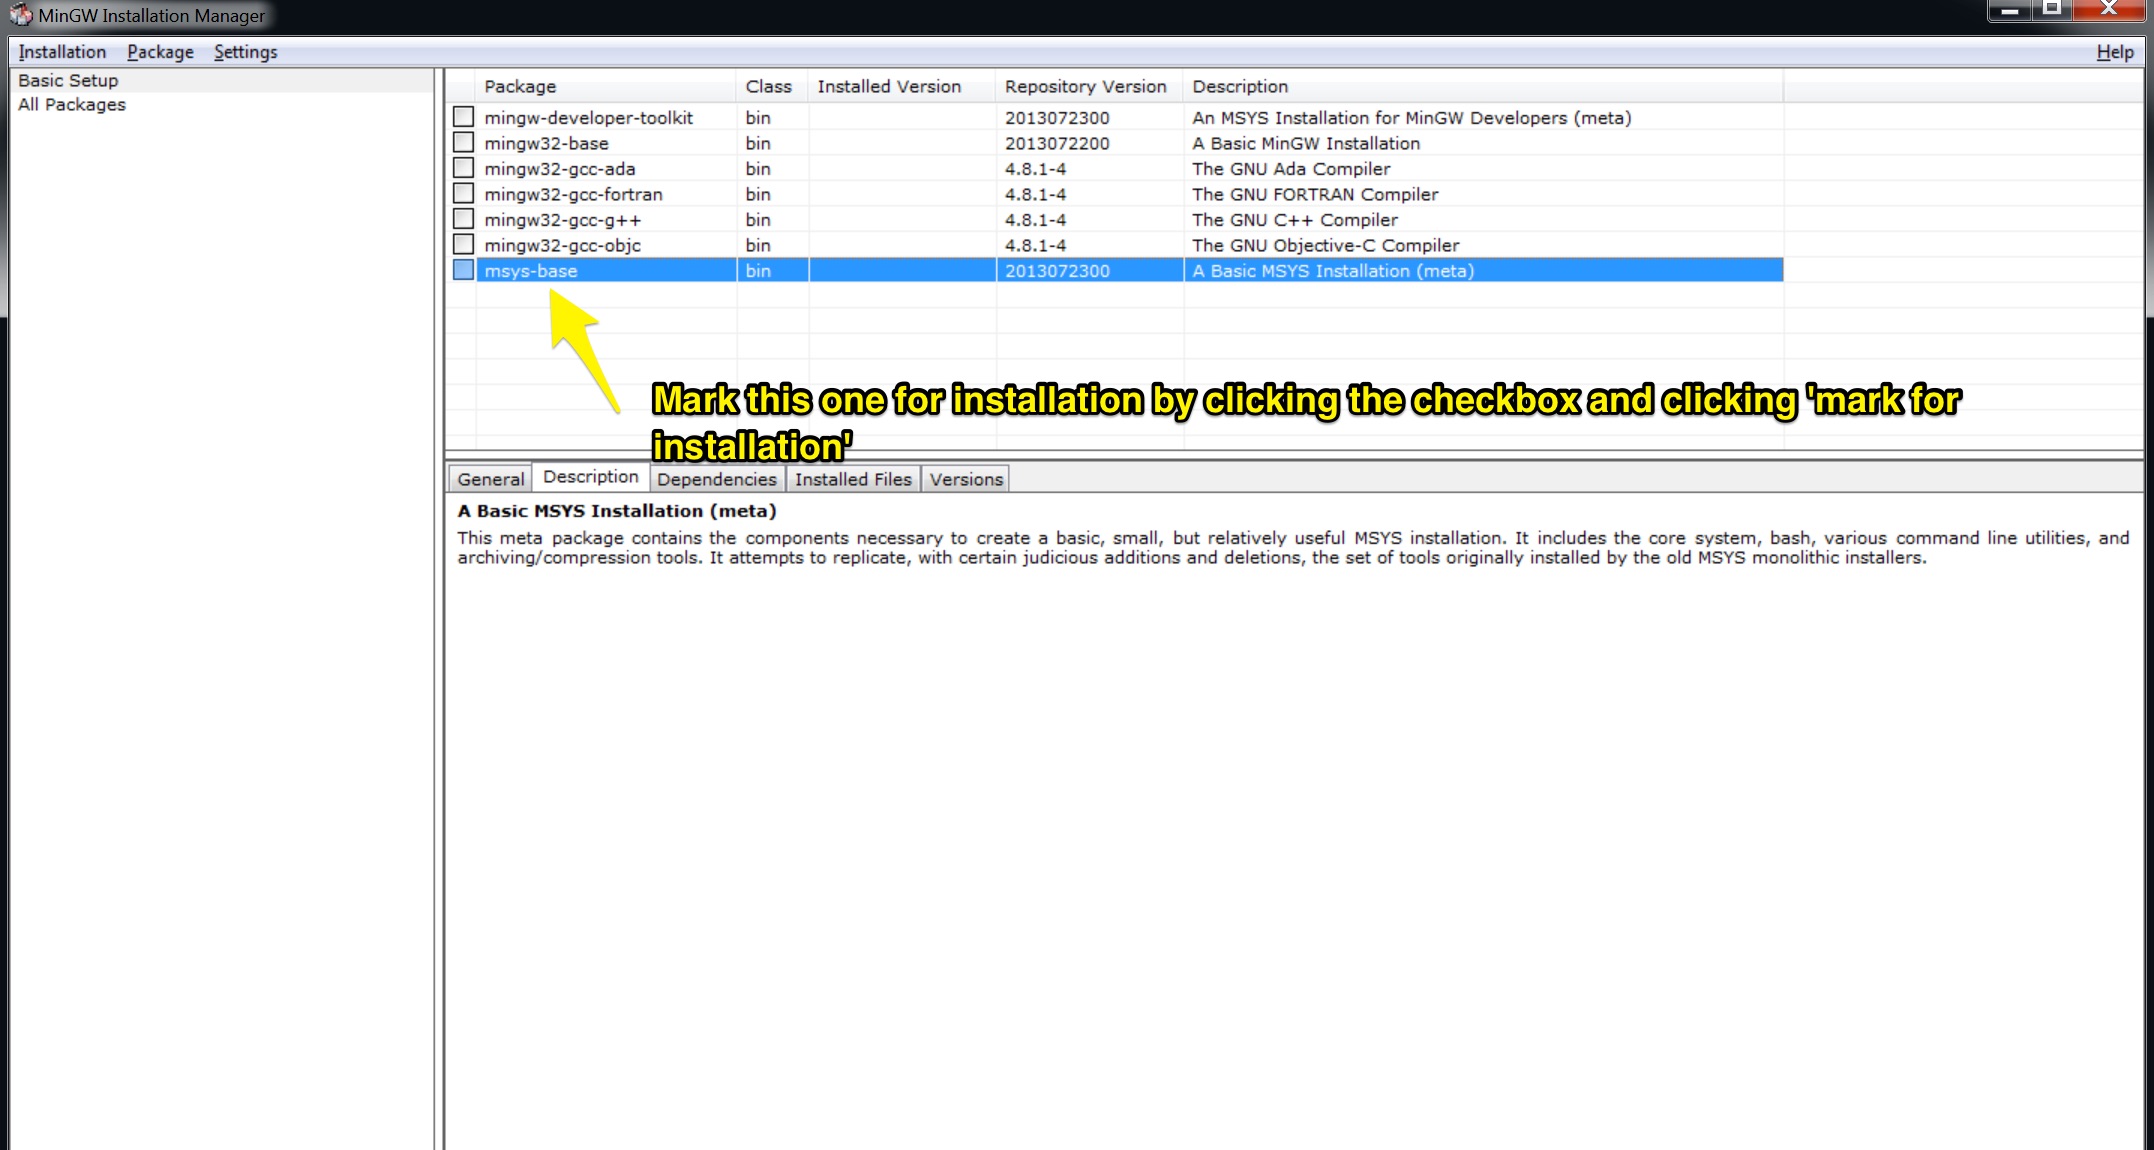 MinGW Installation Manager
Installation Package Settings Help
Basic Setup
All Packages
Package Class Installed Version Repository Version Description
mingw-developer-toolkit bin 2013072300 An MSYS Installation for MinGW Developers (meta)
mingw32-base bin 2013072200 A Basic MinGW Installation
mingw32-gcc-ada bin 4.8.1-4 The GNU Ada Compiler
mingw32-gcc-fortran bin 4.8.1-4 The GNU FORTRAN Compiler
mingw32-gcc-g++ bin 4.8.1-4 The GNU C++ Compiler
mingw32-gcc-objc bin 4.8.1-4 The GNU Objective-C Compiler
msys-base bin 2013072300 A Basic MSYS Installation (meta)
Mark this one for installation by clicking the checkbox and clicking 'mark for
installation'
General Description Dependencies Installed Files Versions
A Basic MSYS Installation (meta)
This meta package contains the components necessary to create a basic, small, but relatively useful MSYS installation. It includes the core system, bash, various command line utilities, and
archiving/compression tools. It attempts to replicate, with certain judicious additions and deletions, the set of tools originally installed by the old MSYS monolithic installers.